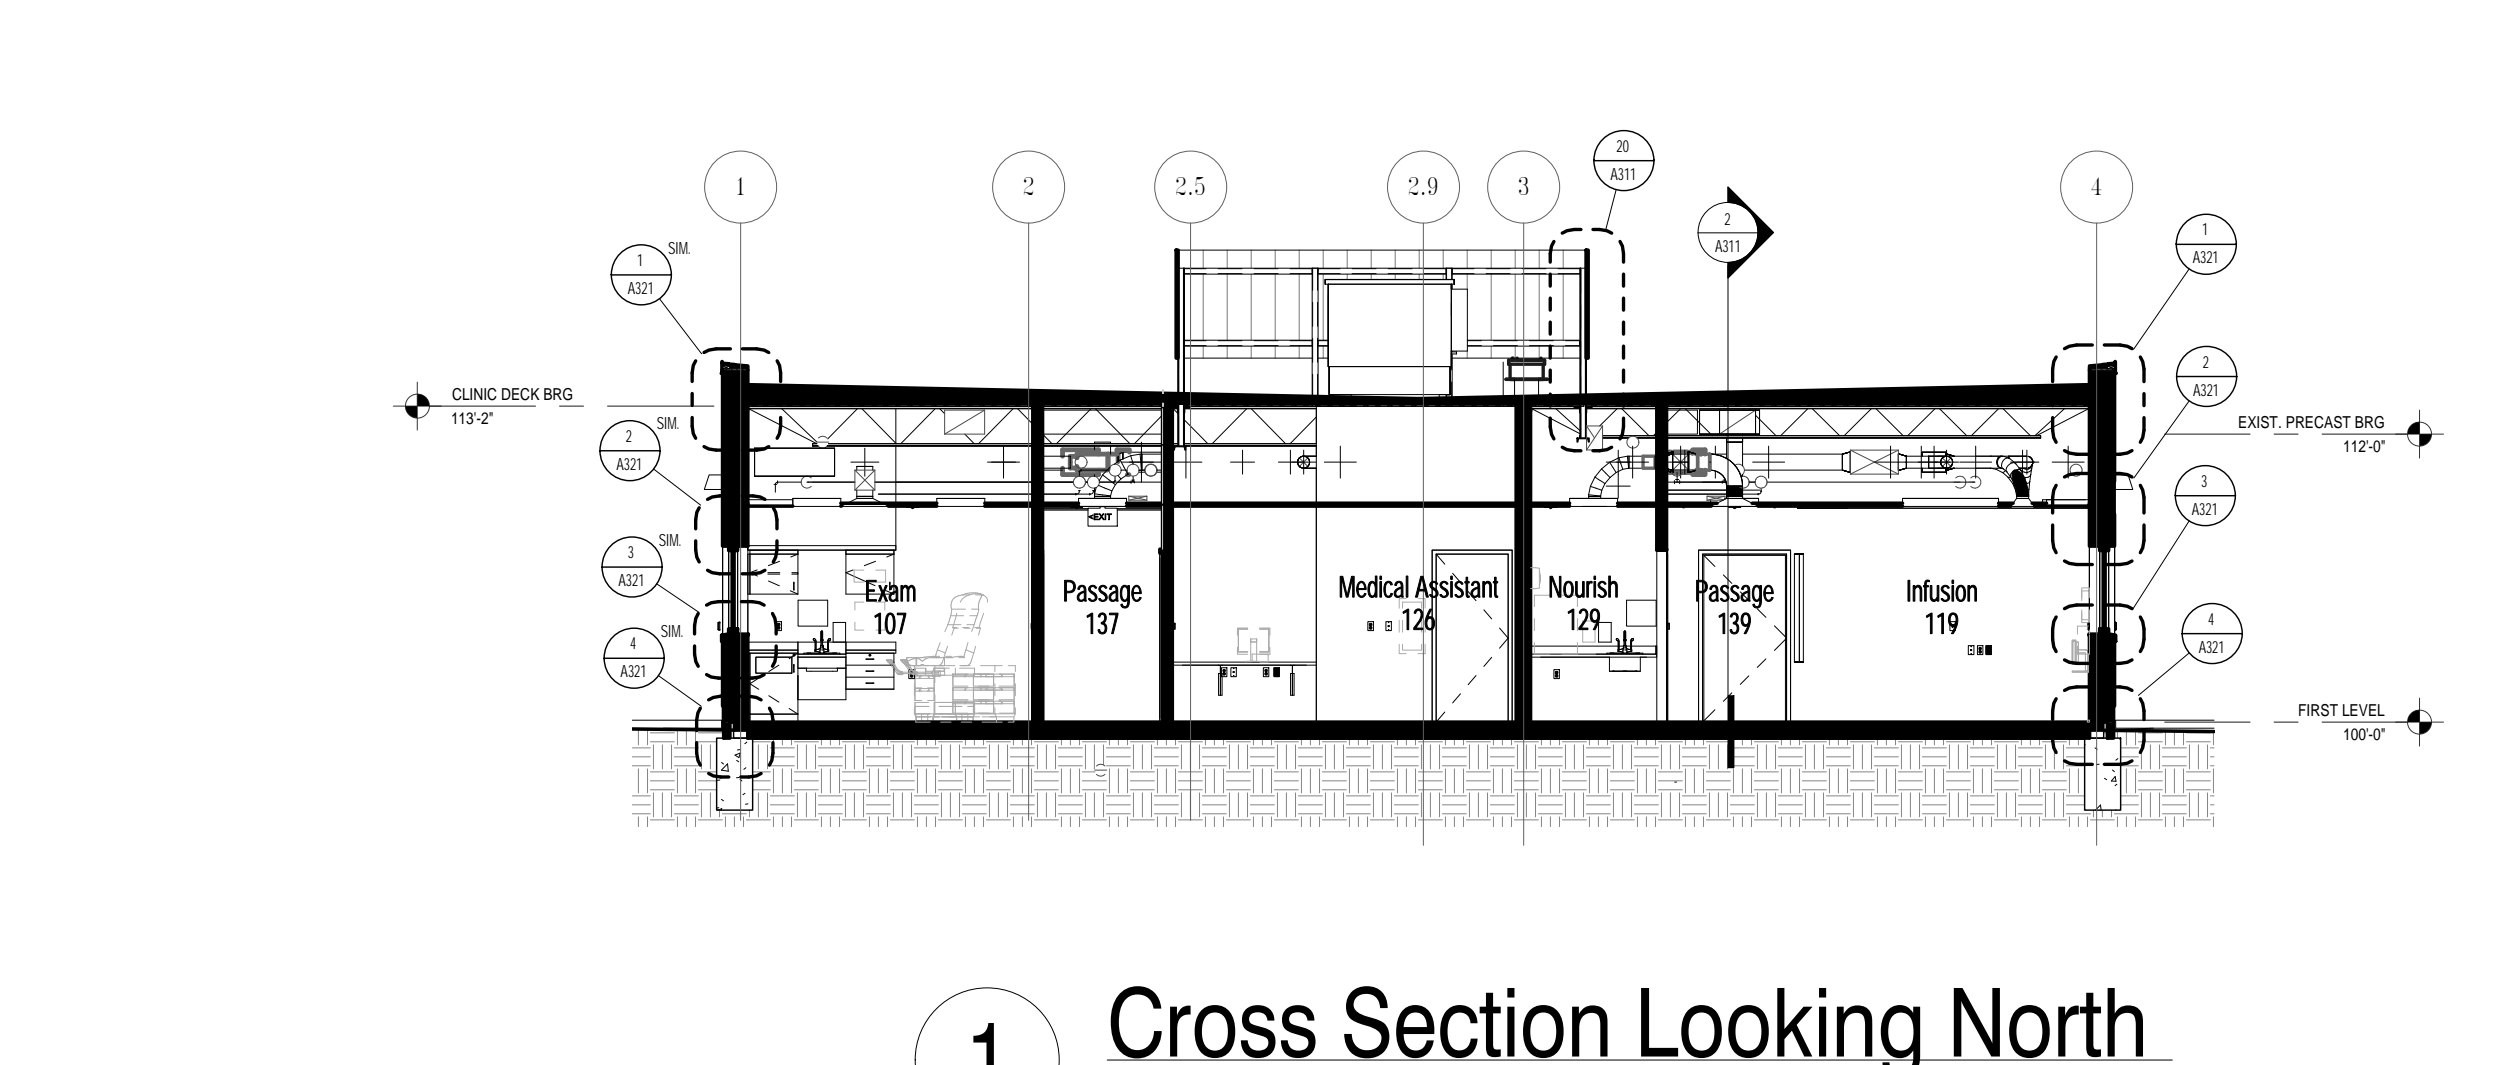 20
A311
1
2
2.5
2.9
3
4
2
A311
1
A321
SIM.
1
A321
2
A321
CLINIC DECK BRG
113'-2"
EXIST. PRECAST BRG
112'-0"
2
A321
SIM.
3
A321
<EXIT
3
A321
SIM.
Exam
107
Passage
137
Medical Assistant
126
Nourish
129
Passage
139
Infusion
119
4
A321
SIM.
4
A321
FIRST LEVEL
100'-0"
1
Cross Section Looking North